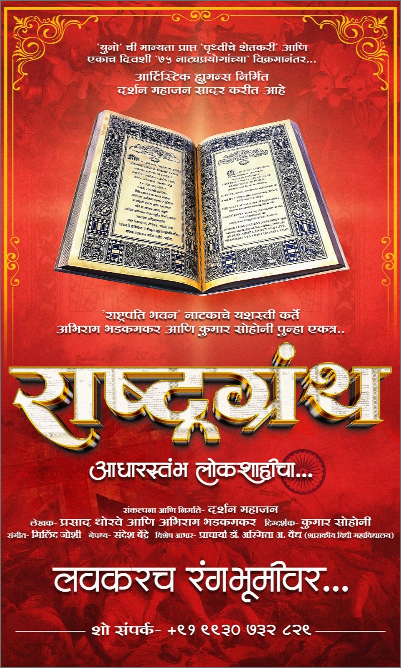 'युनो' ची मान्यता प्राप्त 'पृथ्वीचे शेतकरी' आणि
एकाच दिवशी '७५ नाट्यप्रयोगांच्या' विक्रमानंतर...
आर्टिस्टिक ह्युमन्स निर्मित
दर्शन महाजन सादर करीत आहे
'राष्ट्रपति भवन' नाटकाचे यशस्वी कर्ते
अभिराम भडकमकर आणि कुमार सोहोनी पुन्हा एकत्र..
राष्ट्रग्रंथ
आधारस्तंभ लोकशाहीचा...
संकल्पना आणि निर्मिती- दर्शन महाजन
लेखक- प्रसाद थोरवे आणि अभिराम भडकमकर दिग्दर्शक- कुमार सोहोनी
संगीत- मिलिंद जोशी नेपथ्य- संदेश बेंद्रे विशेष आभार- प्राचार्या डॉ. अस्मिता अ. वैद्य (शासकीय विधी महाविद्यालय)
लवकरच रंगभूमीवर...
शो संपर्क- +९१ ९९३० ७३२ ८२९